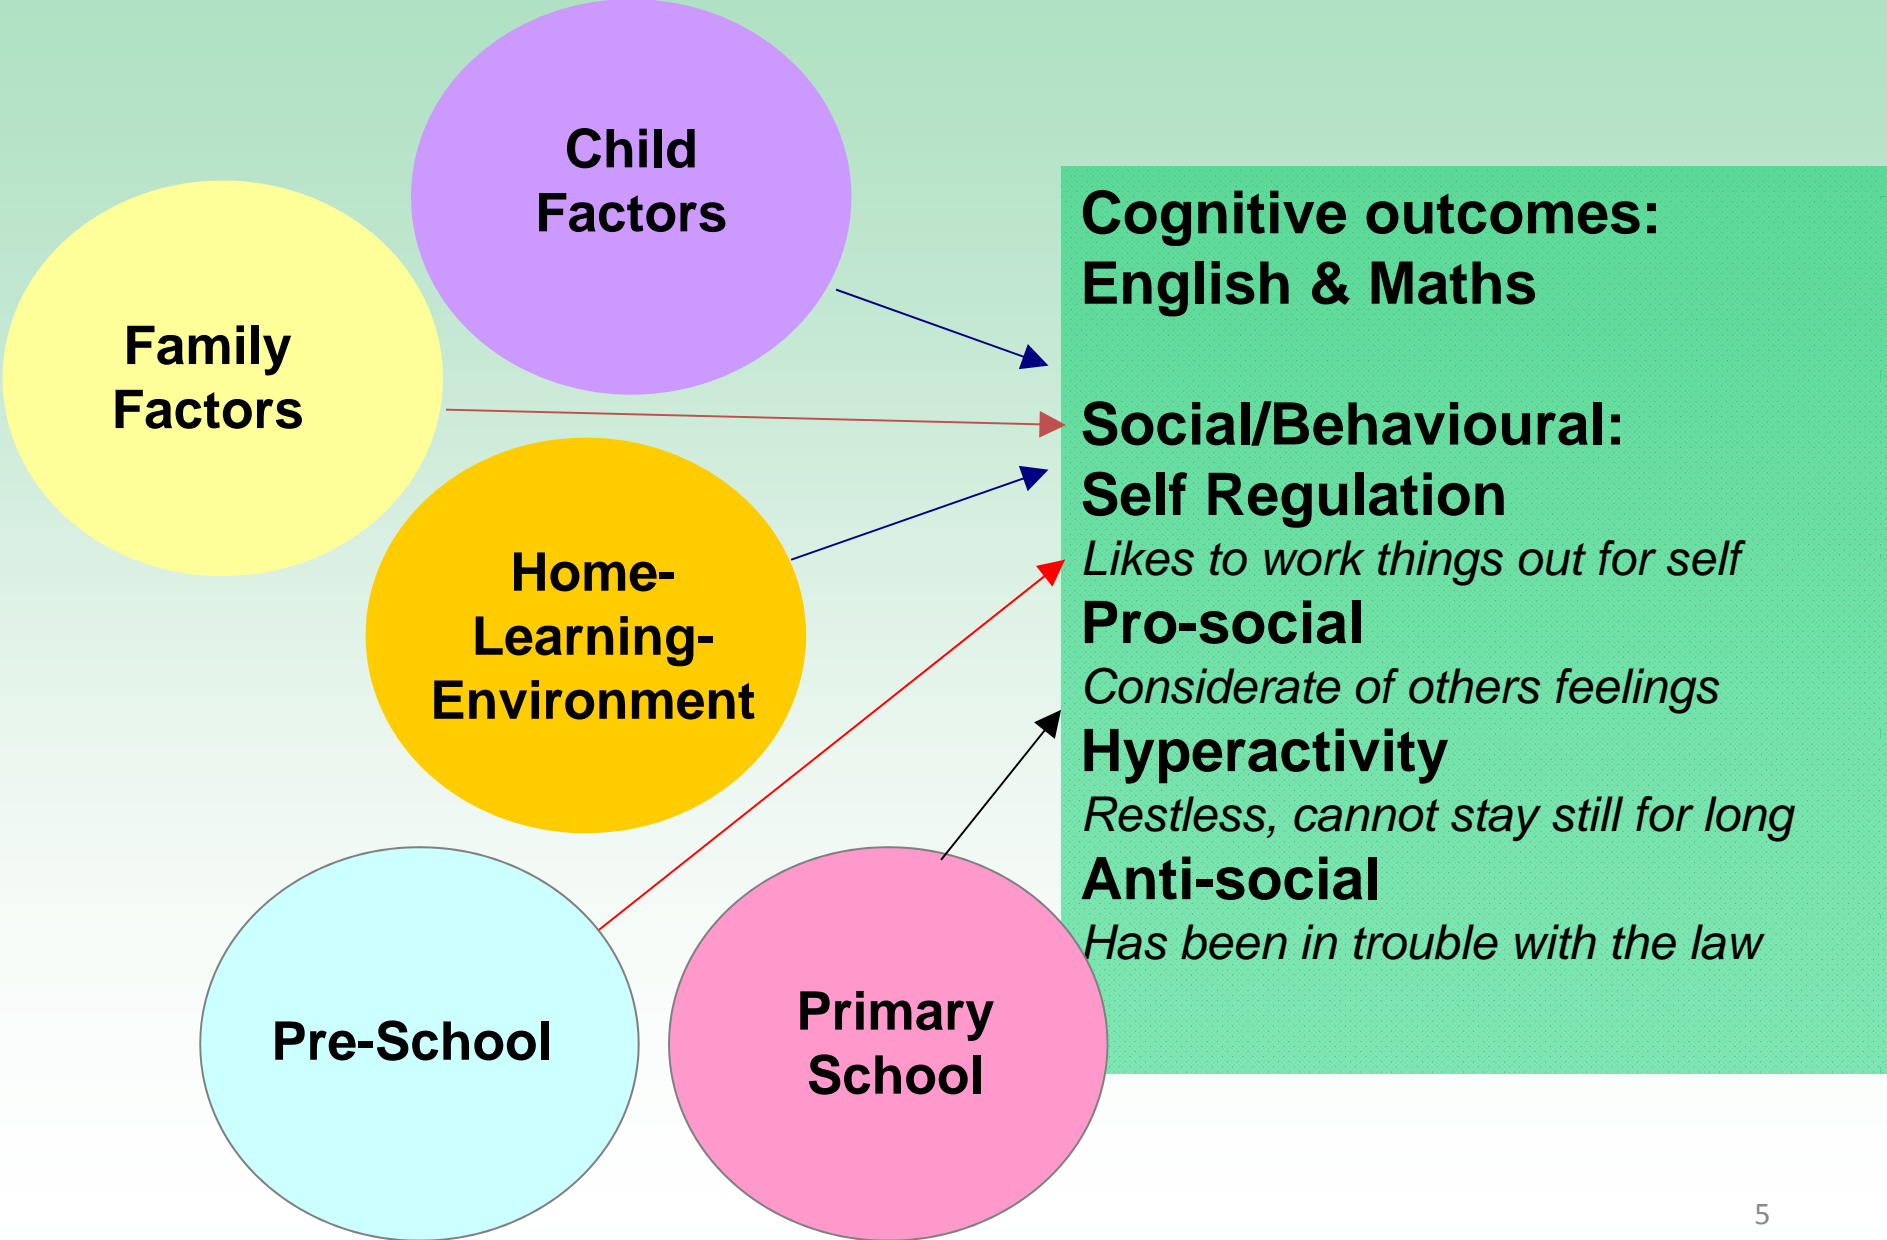 Child
Factors
Family
Factors
Home-
Learning-
Environment
Pre-School
Primary
School
Cognitive outcomes:
English & Maths
Social/Behavioural:
Self Regulation
Likes to work things out for self
Pro-social
Considerate of others feelings
Hyperactivity
Restless, cannot stay still for long
Anti-social
Has been in trouble with the law
5